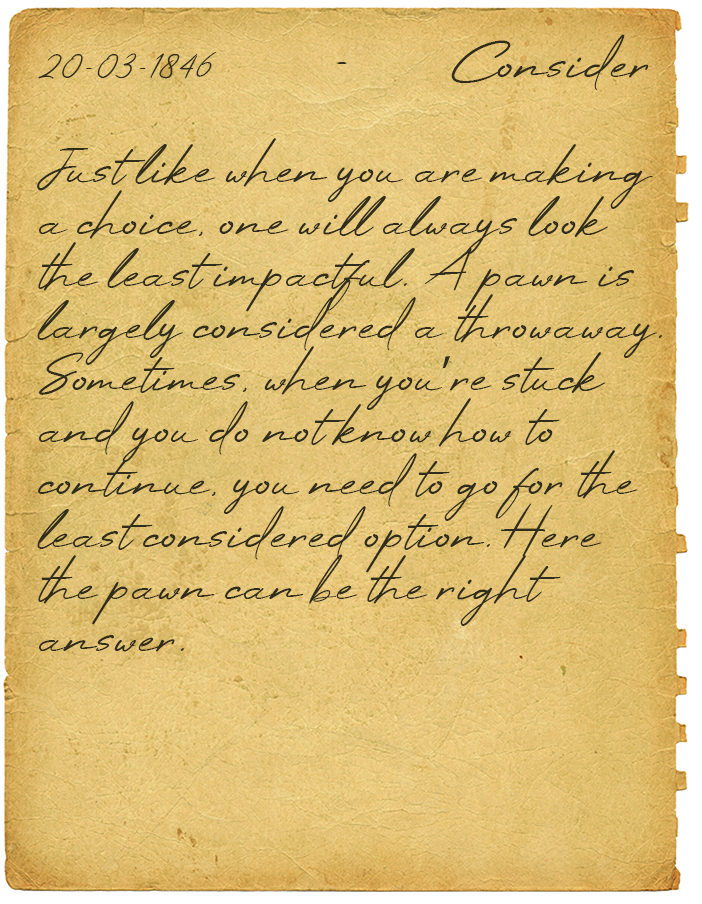 20-03-1846 - Consider
Just like when you are making
a choice, one will always look
the least impactful. A pawn is
largely considered a throwaway.
Sometimes, when you're stuck
and you do not know how to
continue, you need to go for the
least considered option. Here
the pawn can be the right
answer.